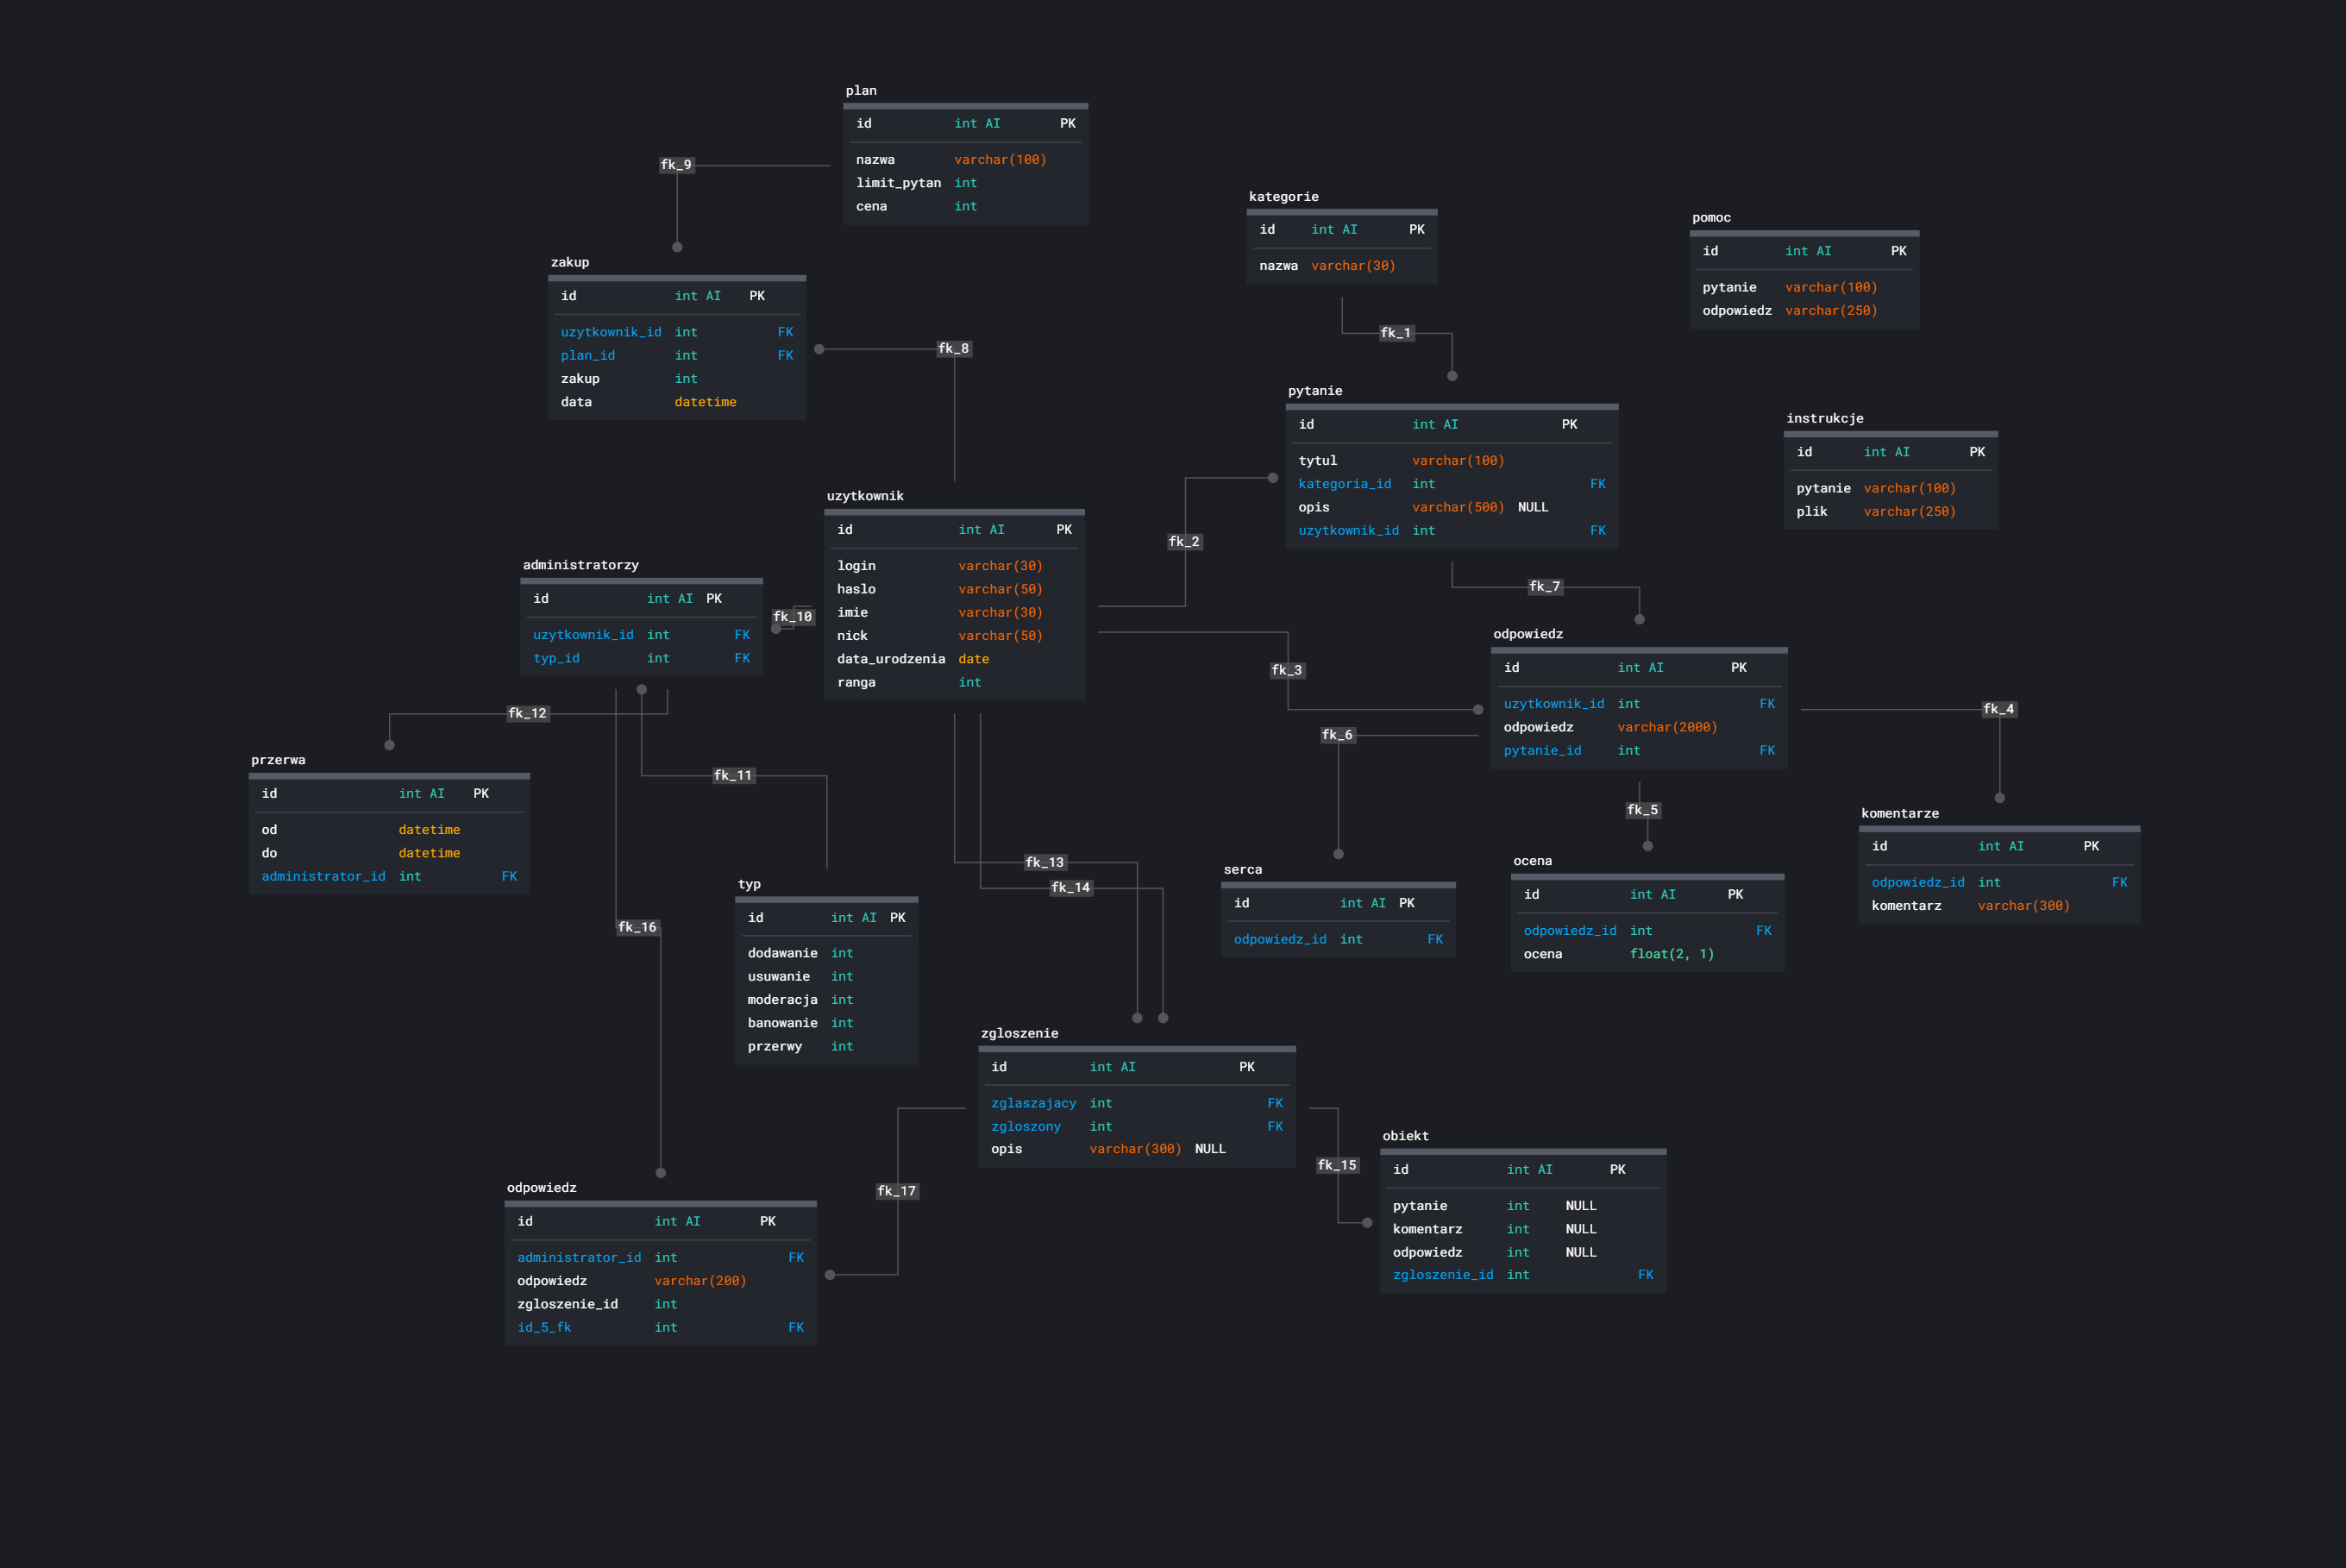 plan
id int AI PK
nazwa varchar(100)
limit_pytan int
cena int
fk_9
kategorie
id int AI PK
nazwa varchar(30)
pomoc
id int AI PK
pytanie varchar(100)
odpowiedz varchar(250)
zakup
id int AI PK
uzytkownik_id int FK
plan_id int FK
zakup int
data datetime
fk_8
fk_1
pytanie
id int AI PK
tytul varchar(100)
kategoria_id int FK
opis varchar(500) NULL
uzytkownik_id int FK
instrukcje
id int AI PK
pytanie varchar(100)
plik varchar(250)
uzytkownik
id int AI PK
login varchar(30)
haslo varchar(50)
imie varchar(30)
nick varchar(50)
data_urodzenia date
ranga int
fk_2
administratorzy
id int AI PK
uzytkownik_id int FK
typ_id int FK
fk_10
fk_7
fk_3
odpowiedz
id int AI PK
uzytkownik_id int FK
odpowiedz varchar(2000)
pytanie_id int FK
fk_12
fk_6
fk_4
przerwa
id int AI PK
od datetime
do datetime
administrator_id int FK
fk_11
fk_5
komentarze
id int AI PK
odpowiedz_id int FK
komentarz varchar(300)
fk_13
fk_14
serca
id int AI PK
odpowiedz_id int FK
ocena
id int AI PK
odpowiedz_id int FK
ocena float(2, 1)
typ
id int AI PK
dodawanie int
usuwanie int
moderacja int
banowanie int
przerwy int
fk_16
zgloszenie
id int AI PK
zglaszajacy int FK
zgloszony int FK
opis varchar(300) NULL
fk_17
fk_15
obiekt
id int AI PK
pytanie int NULL
komentarz int NULL
odpowiedz int NULL
zgloszenie_id int FK
odpowiedz
id int AI PK
administrator_id int FK
odpowiedz varchar(200)
zgloszenie_id int
id_5_fk int FK